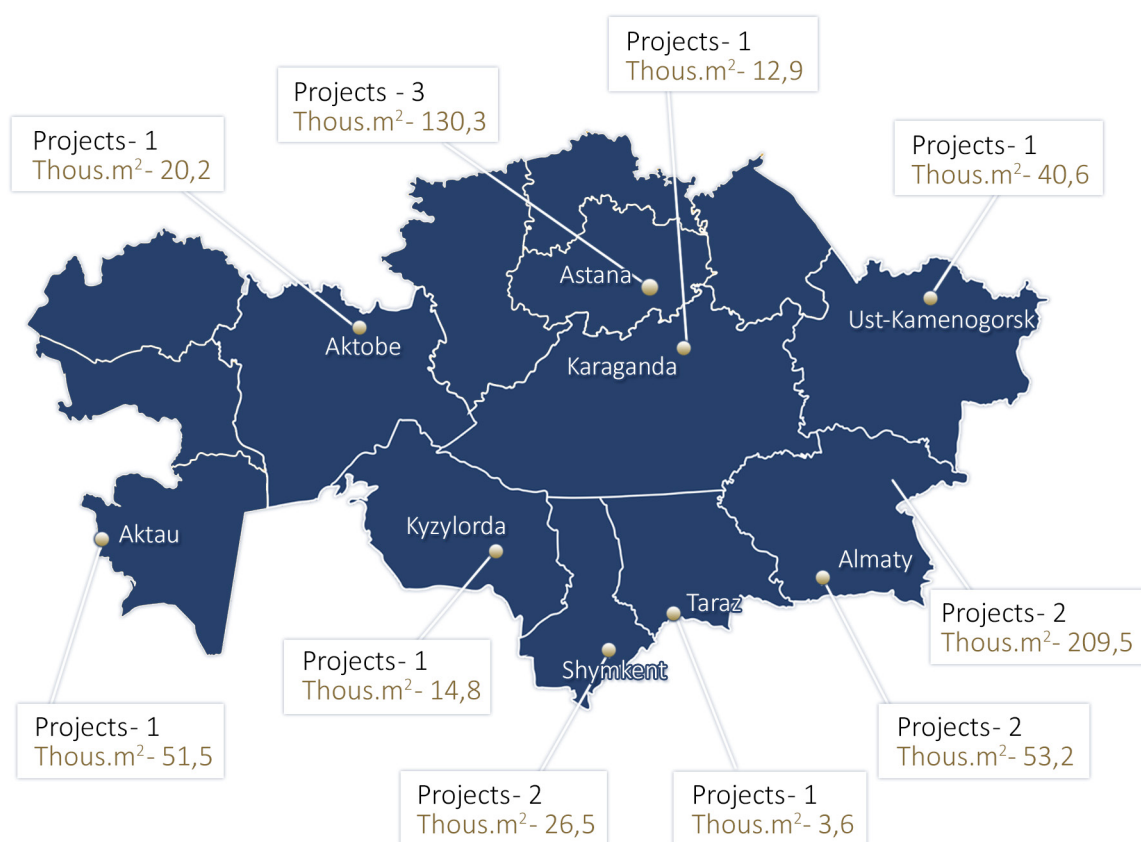 Projects- 1
Thous.m²- 12,9
Projects - 3
Thous.m²- 130,3
Projects- 1
Thous.m²- 20,2
Projects- 1
Thous.m²- 40,6
Astana
Ust-Kamenogorsk
Aktobe
Karaganda
Kyzylorda
Aktau
Almaty
Taraz
Shymkent
Projects- 2
Thous.m²- 209,5
Projects- 1
Thous.m²- 14,8
Projects- 1
Thous.m²- 51,5
Projects- 2
Thous.m²- 53,2
Projects- 2
Thous.m²- 26,5
Projects- 1
Thous.m²- 3,6